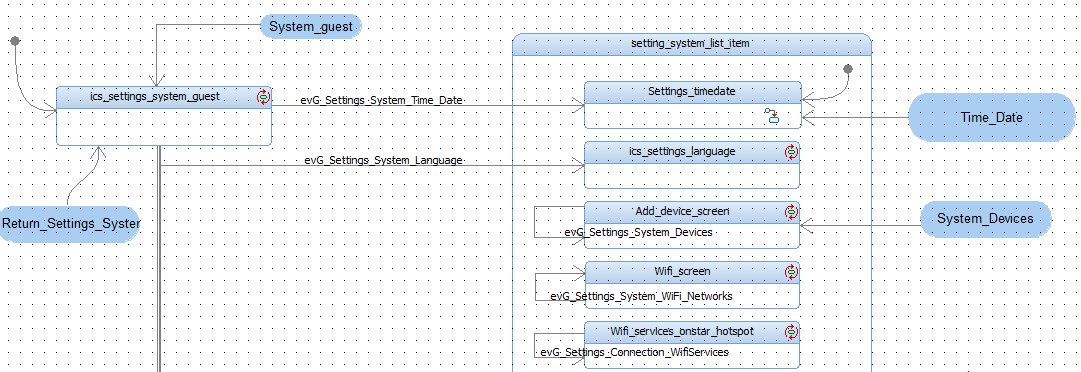 System_guest
setting_system_list_item
ics_settings_system_guest
evG_Settings_System_Time_Date
Settings_timedate
Time_Date
evG_Settings_System_Language
ics_settings_language
Return_Settings_Syster
Add_device_screen
evG_Settings_System_Devices
System_Devices
Wifi_screen
evG_Settings_System_WiFi_Networks
Wifi_services_onstar_hotspot
evG_Settings_Connection_WifiServices